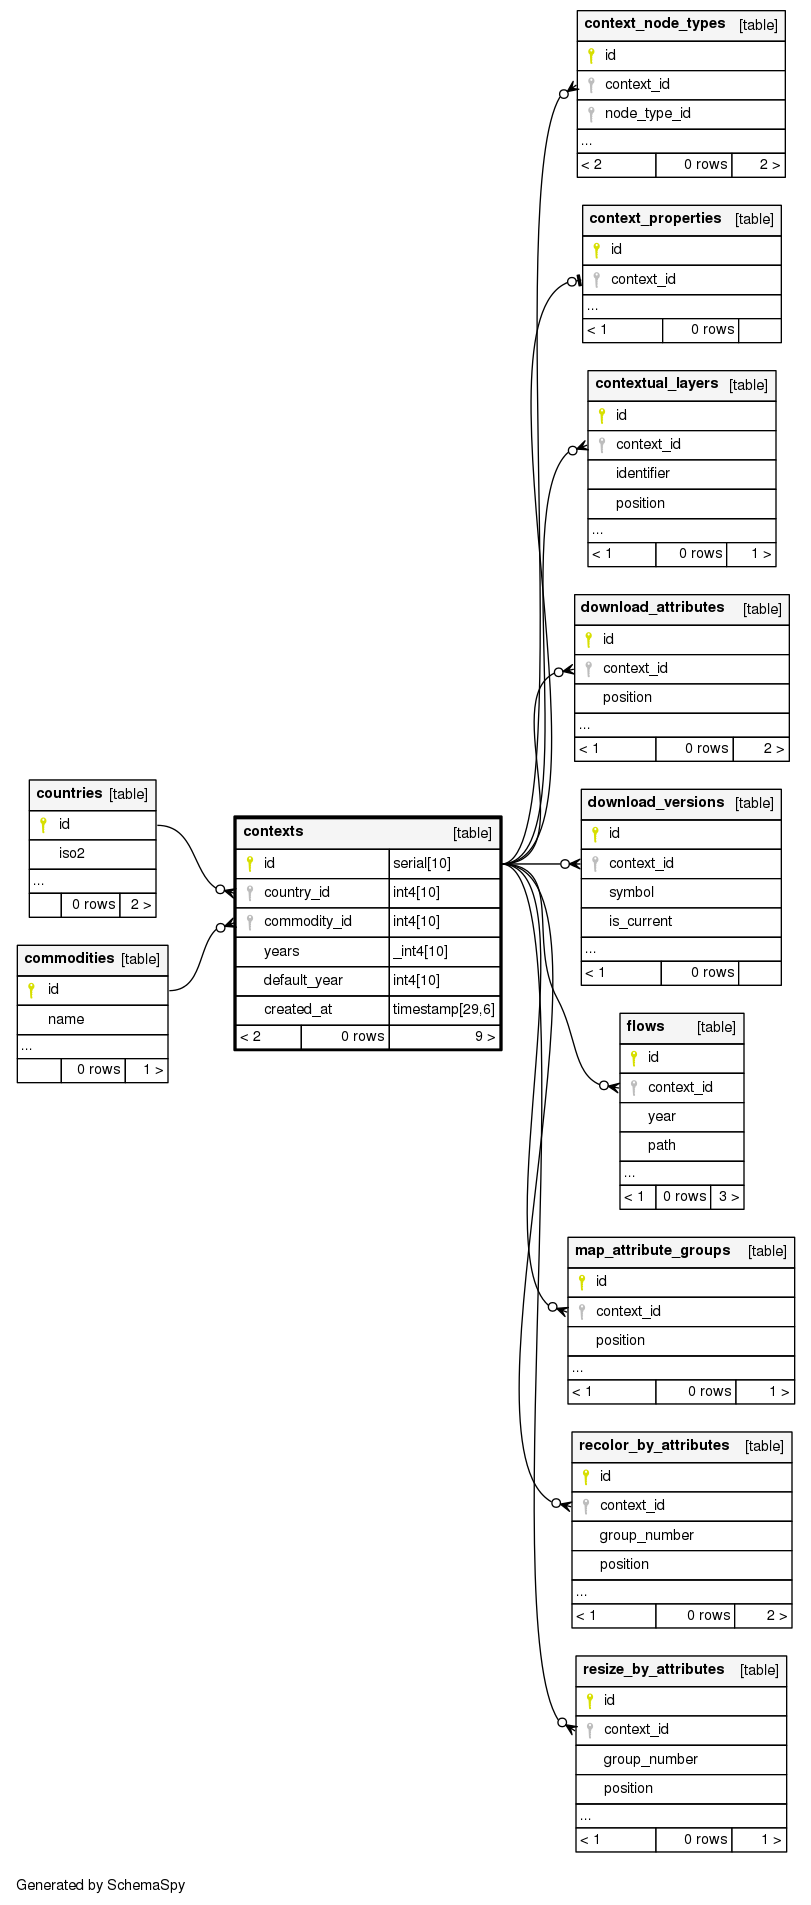 context_node_types [table]
id
context_id
node_type_id
...
< 2 0 rows 2 >
context_properties [table]
id
context_id
...
< 1 0 rows
contextual_layers [table]
id
context_id
identifier
position
...
< 1 0 rows 1 >
download_attributes [table]
id
context_id
position
...
< 1 0 rows 2 >
countries [table]
id
iso2
...
0 rows 2 >
commodities [table]
id
name
...
0 rows 1 >
contexts [table]
id serial[10]
country_id int4[10]
commodity_id int4[10]
years _int4[10]
default_year int4[10]
created_at timestamp[29,6]
< 2 0 rows 9 >
download_versions [table]
id
context_id
symbol
is_current
...
< 1 0 rows
flows [table]
id
context_id
year
path
...
< 1 0 rows 3 >
map_attribute_groups [table]
id
context_id
position
...
< 1 0 rows 1 >
recolor_by_attributes [table]
id
context_id
group_number
position
...
< 1 0 rows 2 >
resize_by_attributes [table]
id
context_id
group_number
position
...
< 1 0 rows 1 >
Generated by SchemaSpy